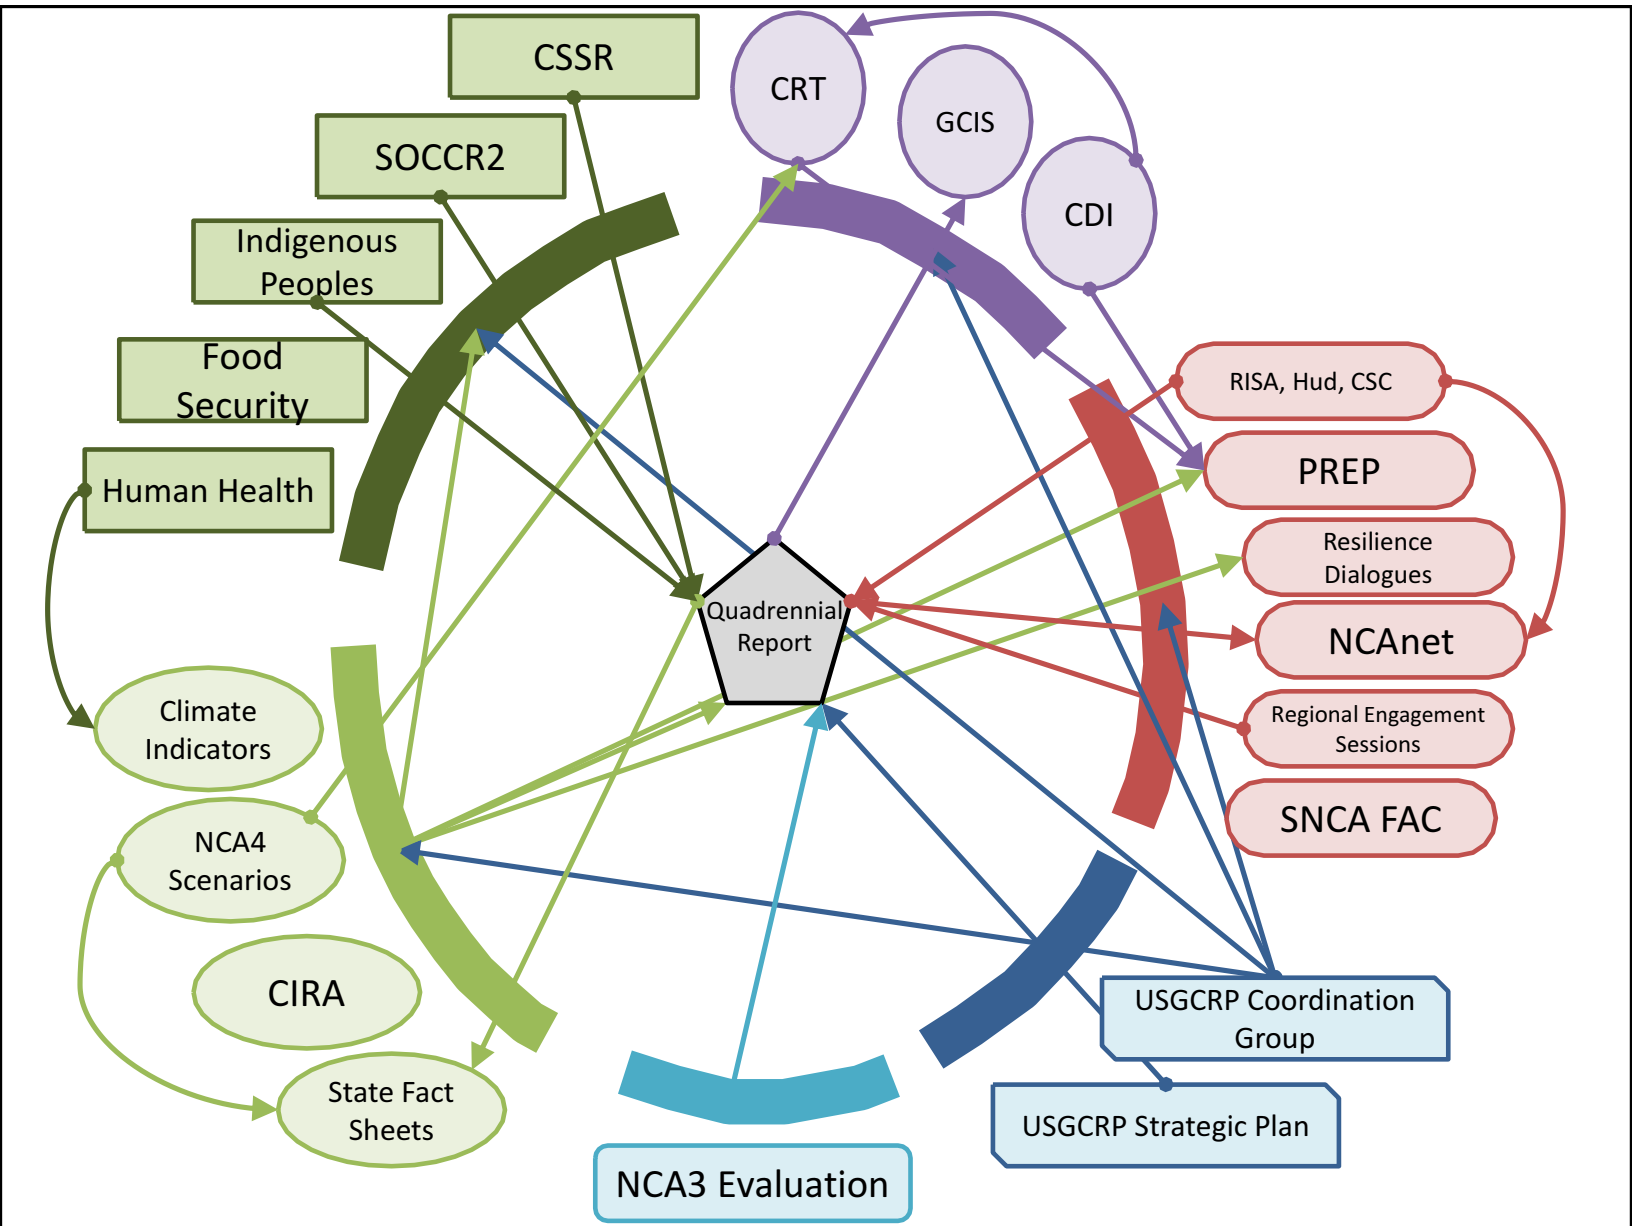 CSSR
SOCCR2
Indigenous
Peoples
Food
Security
Human Health
CRT
GCIS
CDI
RISA, Hud, CSC
PREP
Resilience
Dialogues
NCAnet
Regional Engagement
Sessions
SNCA FAC
Quadrennial
Report
Climate
Indicators
NCA4
Scenarios
CIRA
State Fact
Sheets
USGCRP Coordination
Group
USGCRP Strategic Plan
NCA3 Evaluation